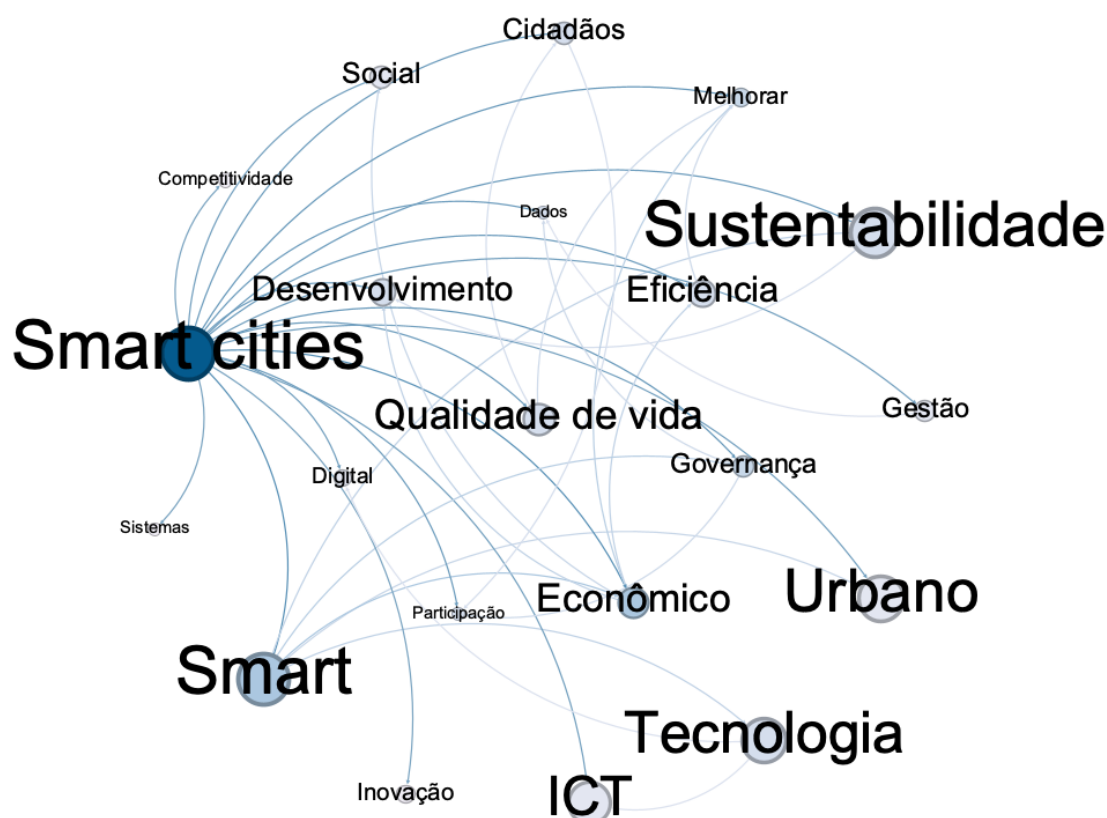 Cidadãos
Social
Melhorar
Competitividade
Dados
Sustentabilidade
Desenvolvimento
Eficiência
Smart cities
Qualidade de vida
Gestão
Governança
Digital
Sistemas
Econômico
Urbano
Participação
Smart
Tecnologia
Inovação
ICT